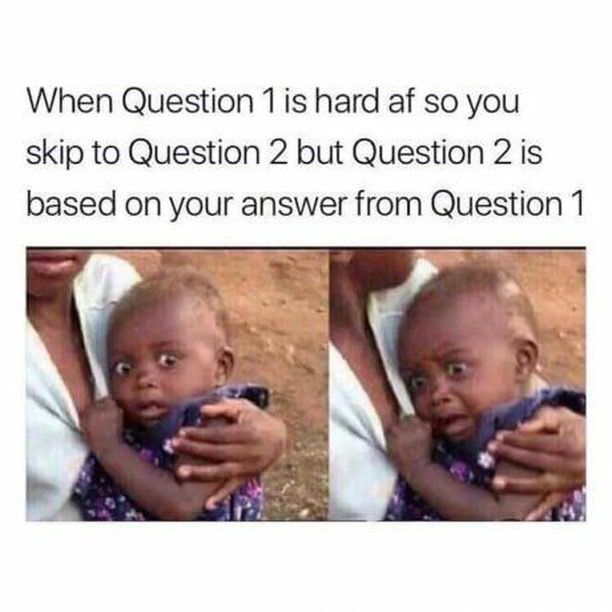 When Question 1 is hard af so you
skip to Question 2 but Question 2 is
based on your answer from Question 1